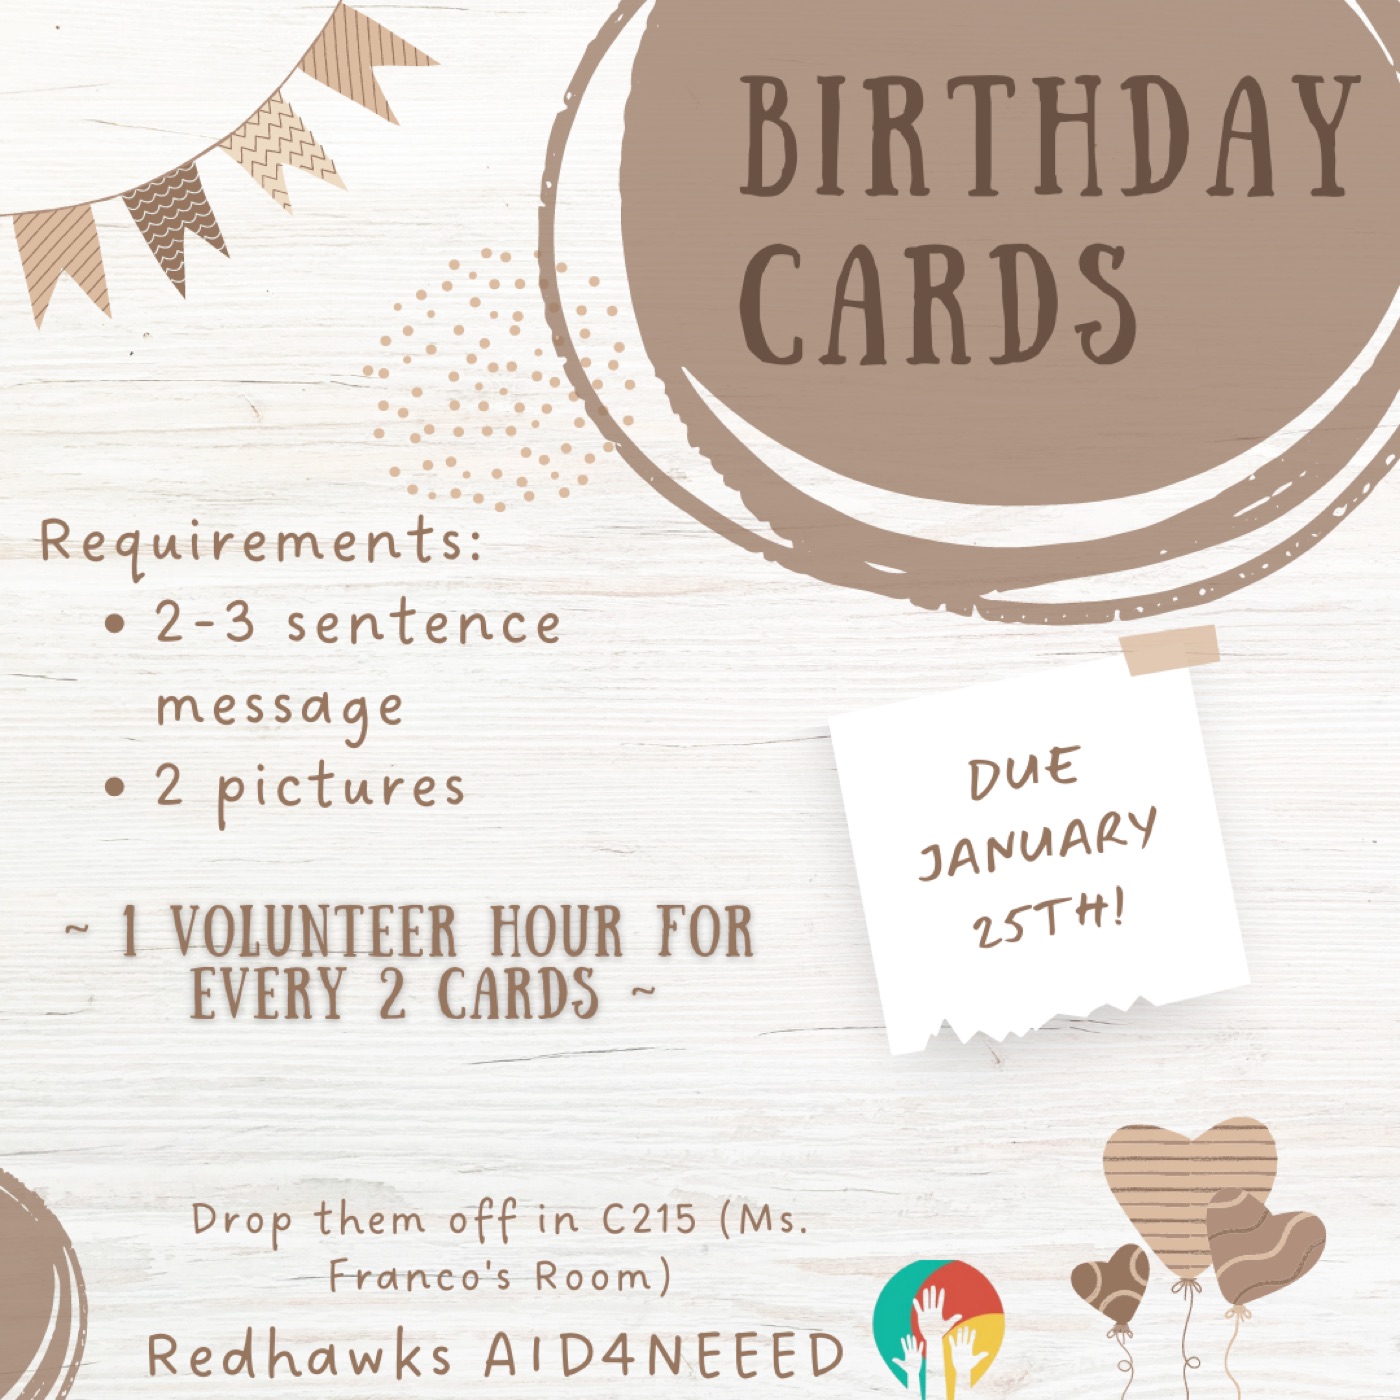 BIRTHDAY
CARDS
Requirements:
• 2-3 sentence
message
• 2 pictures
~ 1 VOLUNTEER HOUR FOR
EVERY 2 CARDS ~
DUE
JANUARY
25TH!
Drop them off in C215 (Ms.
Franco's Room)
Redhawks AID4NEEED